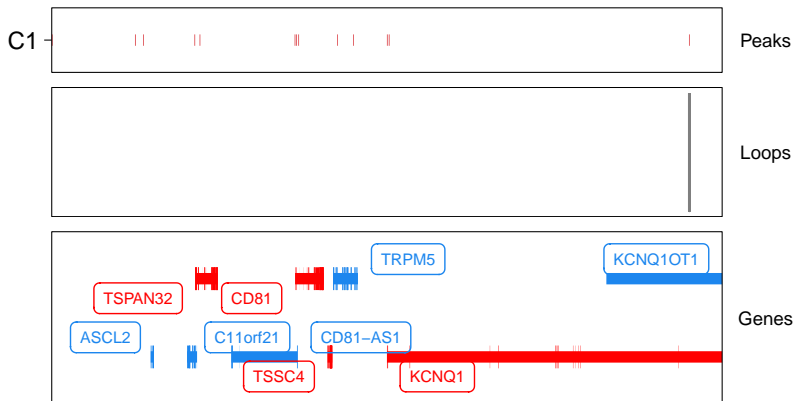 C1
Peaks
Loops
TRPM5
KCNQ1OT1
TSPAN32
CD81
Genes
ASCL2
C11orf21
CD81−AS1
TSSC4
KCNQ1